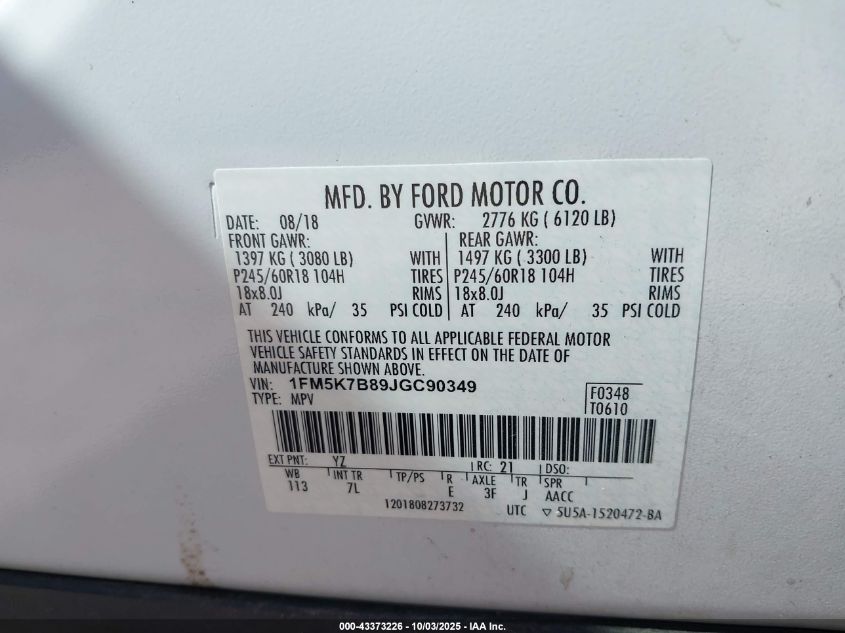 MFD. BY FORD MOTOR CO.
DATE: 08/18 GVWR: 2776 KG ( 6120 LB)
FRONT GAWR: REAR GAWR:
1397 KG ( 3080 LB) WITH 1497 KG ( 3300 LB) WITH
P245/60R18 104H TIRES P245/60R18 104H TIRES
18x8.0J RIMS 18x8.0J RIMS
AT 240 kPa/ 35 PSI COLD AT 240 kPa/ 35 PSI COLD
THIS VEHICLE CONFORMS TO ALL APPLICABLE FEDERAL MOTOR
VEHICLE SAFETY STANDARDS IN EFFECT ON THE DATE OF
MANUFACTURE SHOWN ABOVE.
VIN: 1FM5K7B89JGC90349 F0348
TYPE: MPV T0610
EXT PNT: YZ RC: 21 DSO:
WB INT TR TP/PS R AXLE TR SPR
113 7L E 3F J AACC
1201808273732 UTC ▽ 5U5A-1520472-BA
000-43373226 - 10/03/2025 - IAA Inc.